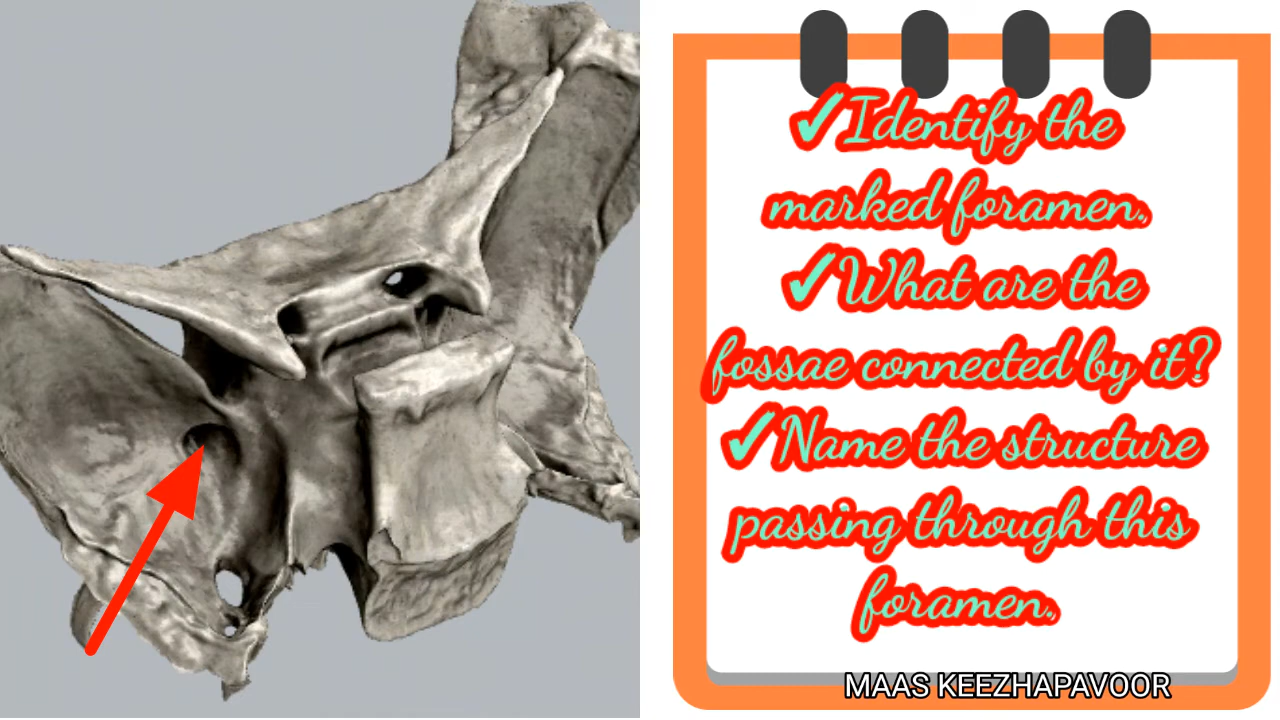 ✓Identify the
marked foramen.
✓What are the
fossae connected by it?
✓Name the structure
passing through this
foramen.
MAAS KEEZHAPAVOOR